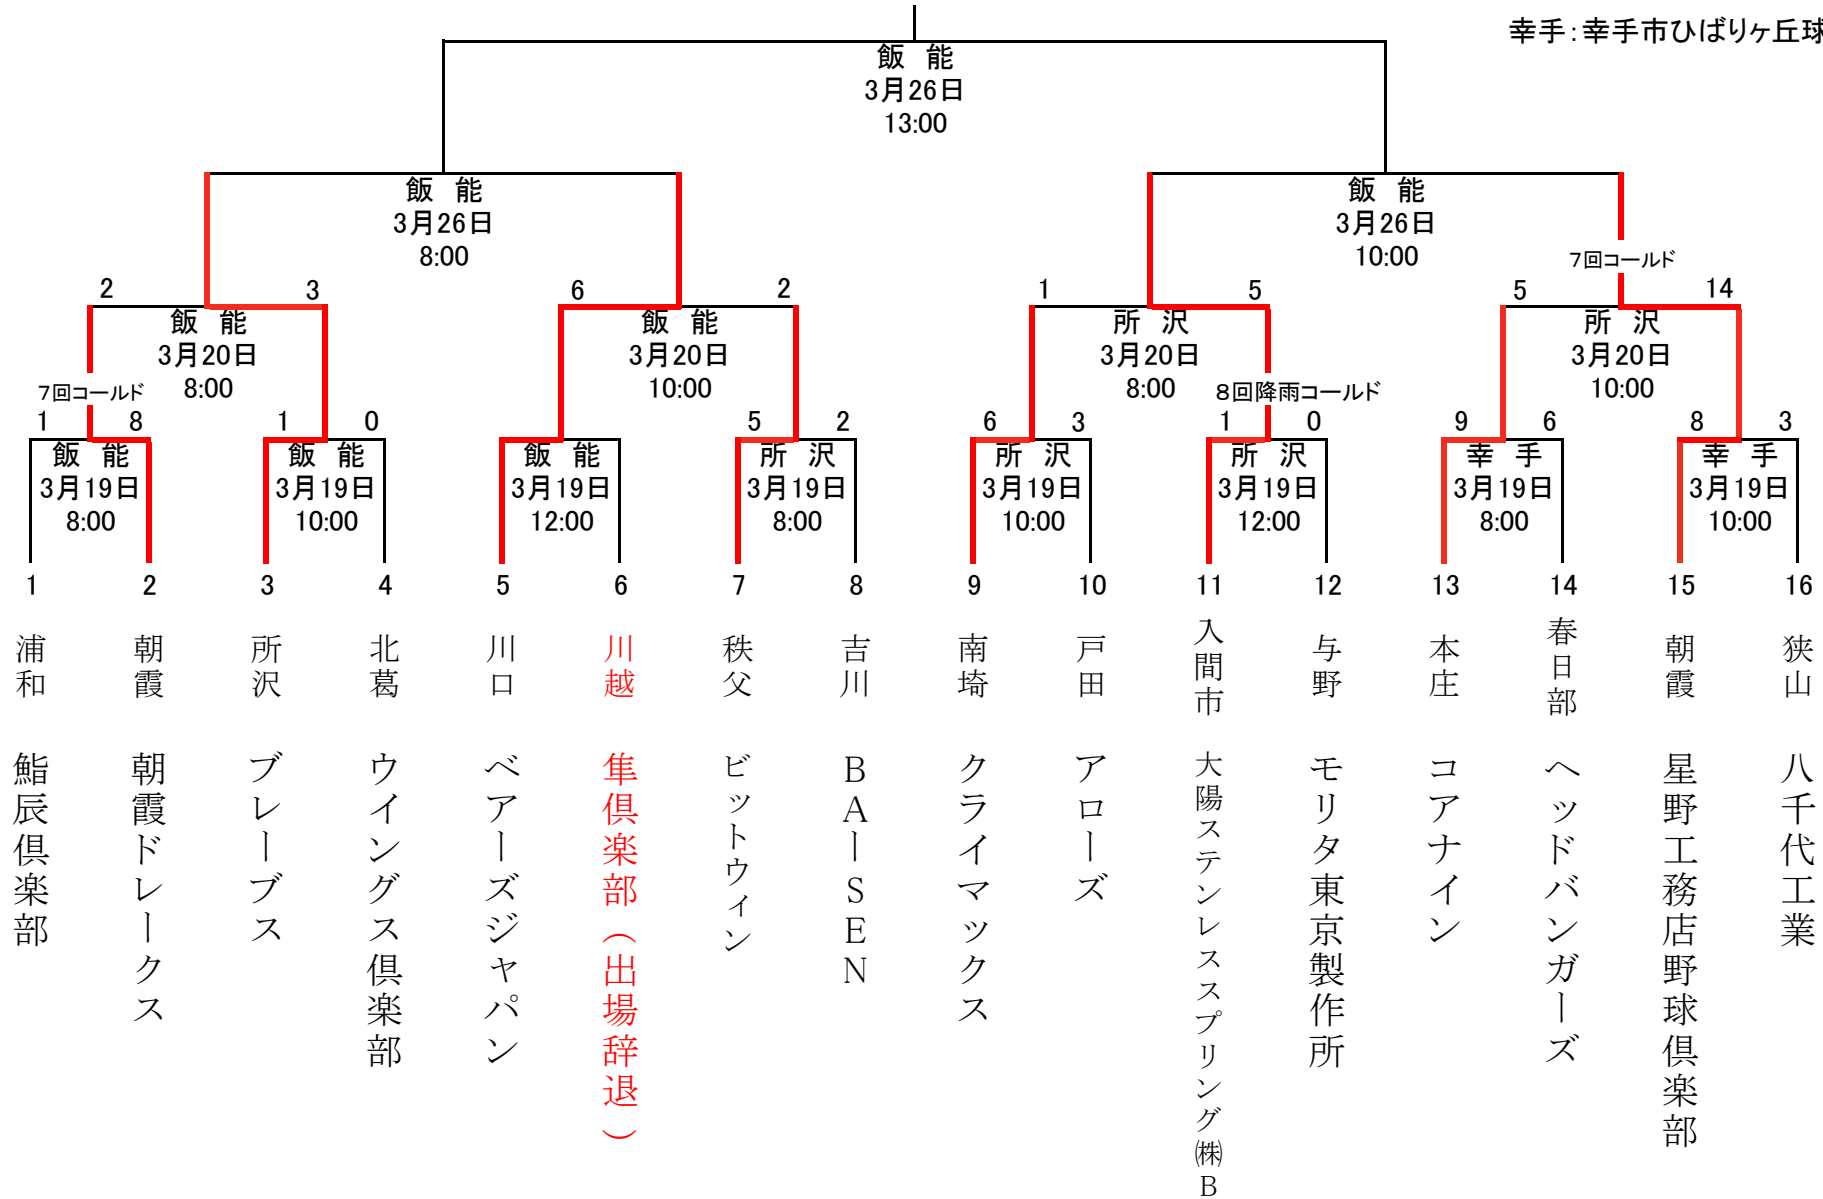 幸手：幸手市ひばりヶ丘球
飯　能
3月26日
13:00
飯　能
3月26日
8:00
飯　能
3月26日
10:00
7回コールド
2 3
6 2
1 5
5 14
飯　能
3月20日
8:00
飯　能
3月20日
10:00
所　沢
3月20日
8:00
所　沢
3月20日
10:00
7回コールド
8回降雨コールド
1 8
1 0
5 2
6 3
1 0
9 6
8 3
飯　能
3月19日
8:00
飯　能
3月19日
10:00
飯　能
3月19日
12:00
所　沢
3月19日
8:00
所　沢
3月19日
10:00
所　沢
3月19日
12:00
幸　手
3月19日
8:00
幸　手
3月19日
10:00
1 2 3 4 5 6 7 8 9 10 11 12 13 14 15 16
浦和　鮨辰倶楽部
朝霞　朝霞ドレークス
所沢　ブレーブス
北葛　ウイングス倶楽部
川口　ベアーズジャパン
川越　隼倶楽部（出場辞退）
秩父　ビットウィン
吉川　BAーSEN
南埼　クライマックス
戸田　アローズ
入間市　大陽ステンレススプリング㈱B
与野　モリタ東京製作所
本庄　コアナイン
春日部　ヘッドバンガーズ
朝霞　星野工務店野球倶楽部
狭山　八千代工業